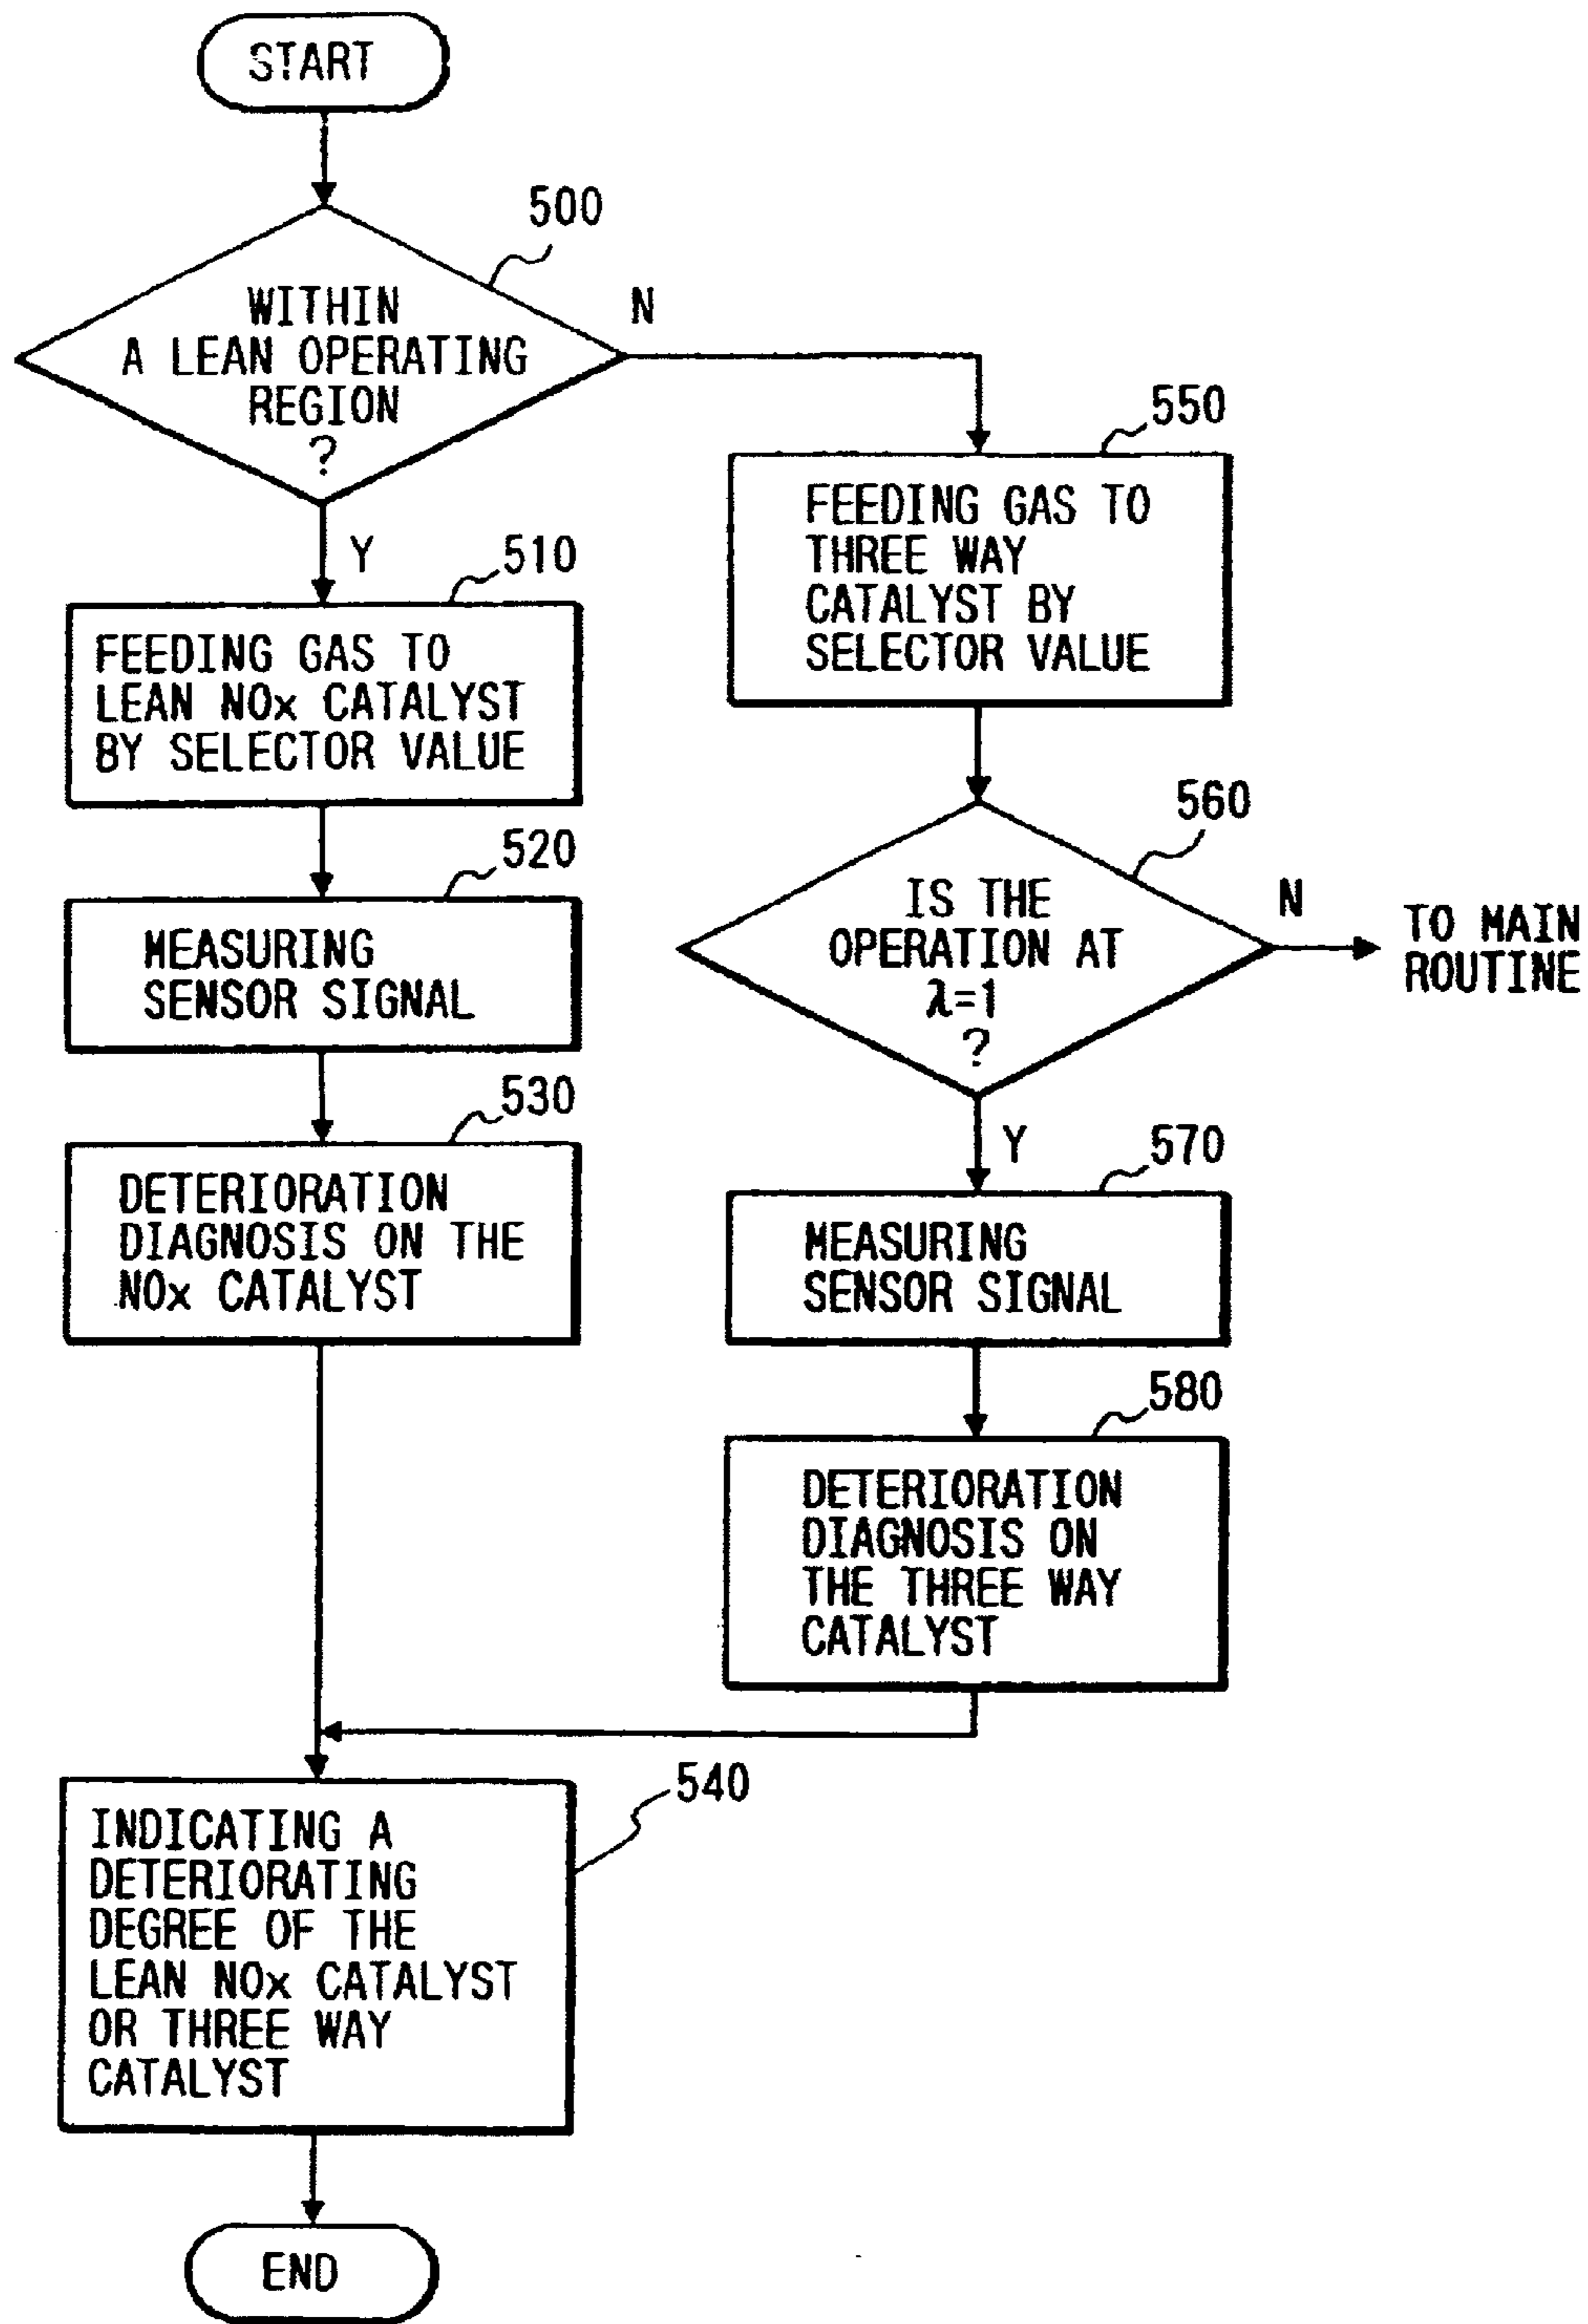 START
500
WITHIN
A LEAN OPERATING
REGION
?
N
Y
510
FEEDING GAS TO
LEAN NOx CATALYST
BY SELECTOR VALUE
520
MEASURING
SENSOR SIGNAL
530
DETERIORATION
DIAGNOSIS ON THE
NOx CATALYST
550
FEEDING GAS TO
THREE WAY
CATALYST BY
SELECTOR VALUE
560
IS THE
OPERATION AT
λ=1
?
N
TO MAIN
ROUTINE
Y
570
MEASURING
SENSOR SIGNAL
580
DETERIORATION
DIAGNOSIS ON
THE THREE WAY
CATALYST
540
INDICATING A
DETERIORATING
DEGREE OF THE
LEAN NOx CATALYST
OR THREE WAY
CATALYST
END